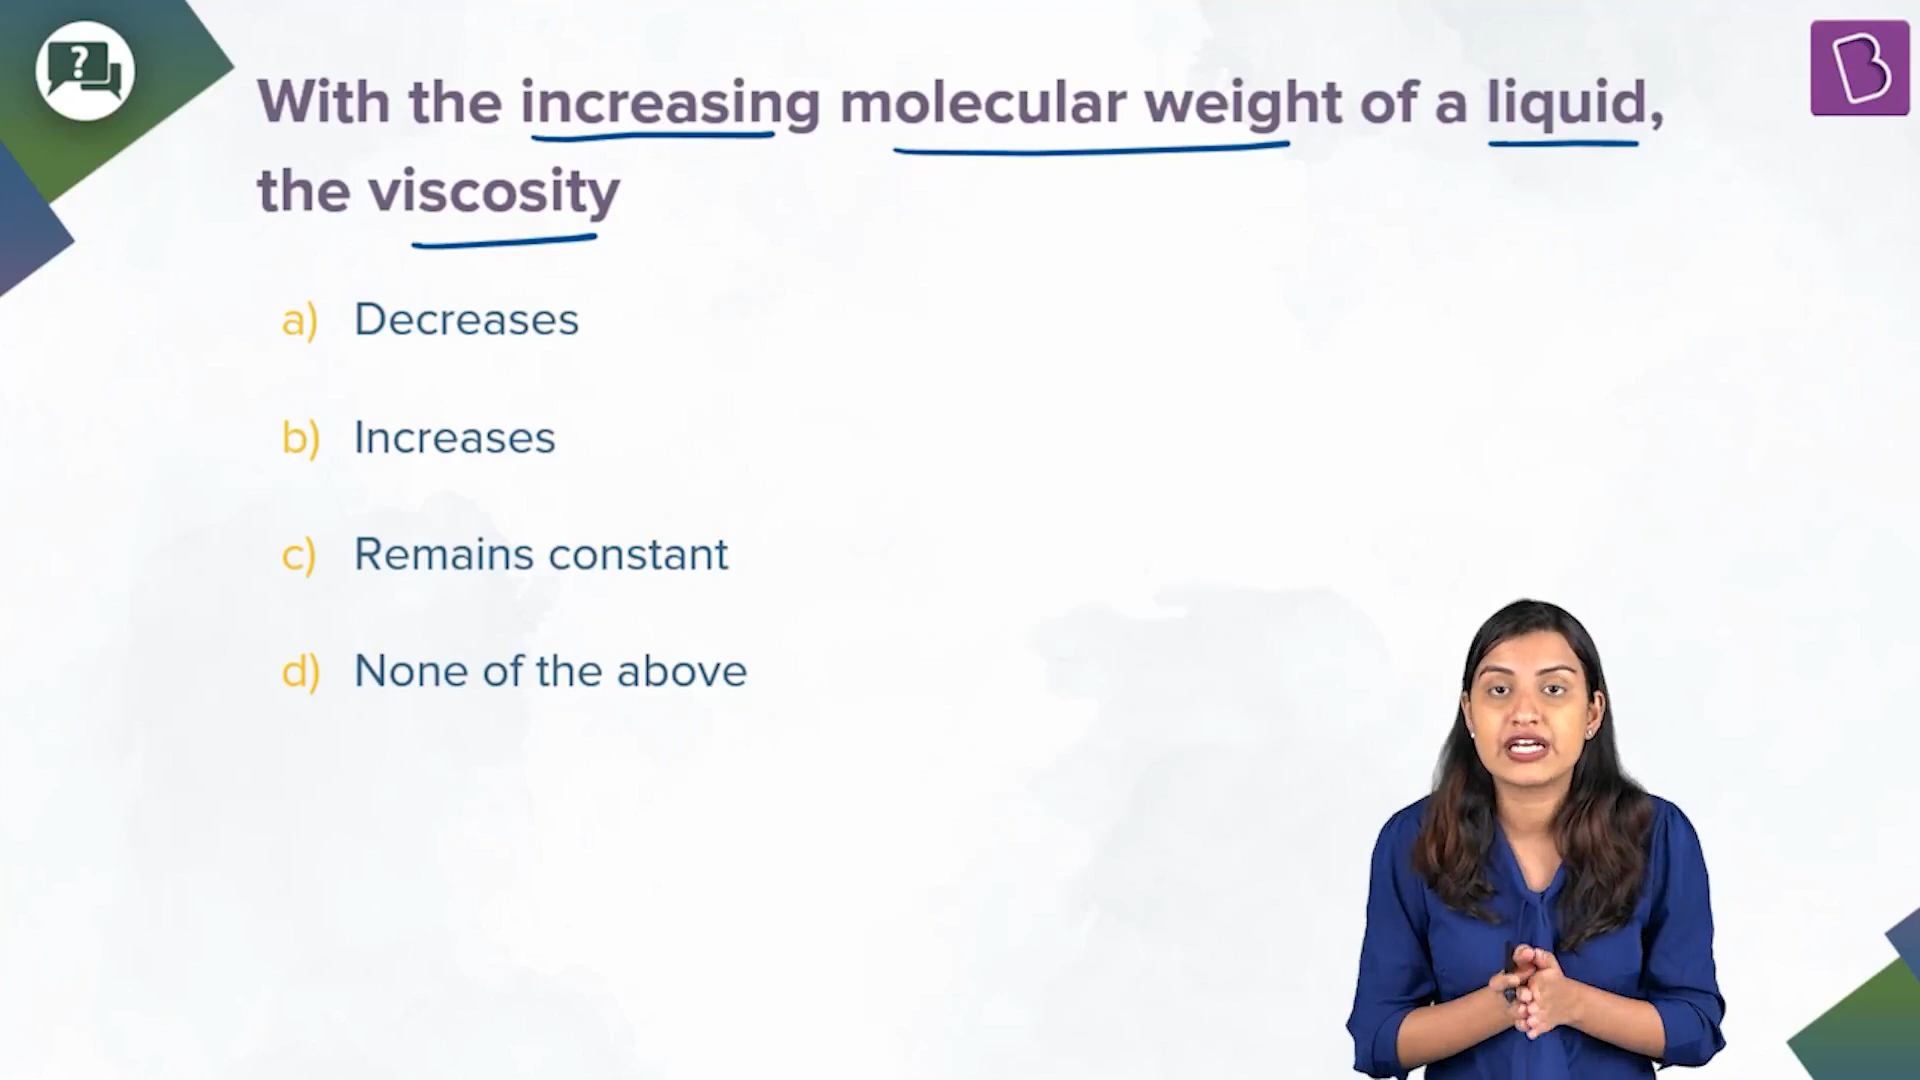 ?
B
With the increasing molecular weight of a liquid,
the viscosity
a) Decreases
b) Increases
c) Remains constant
d) None of the above